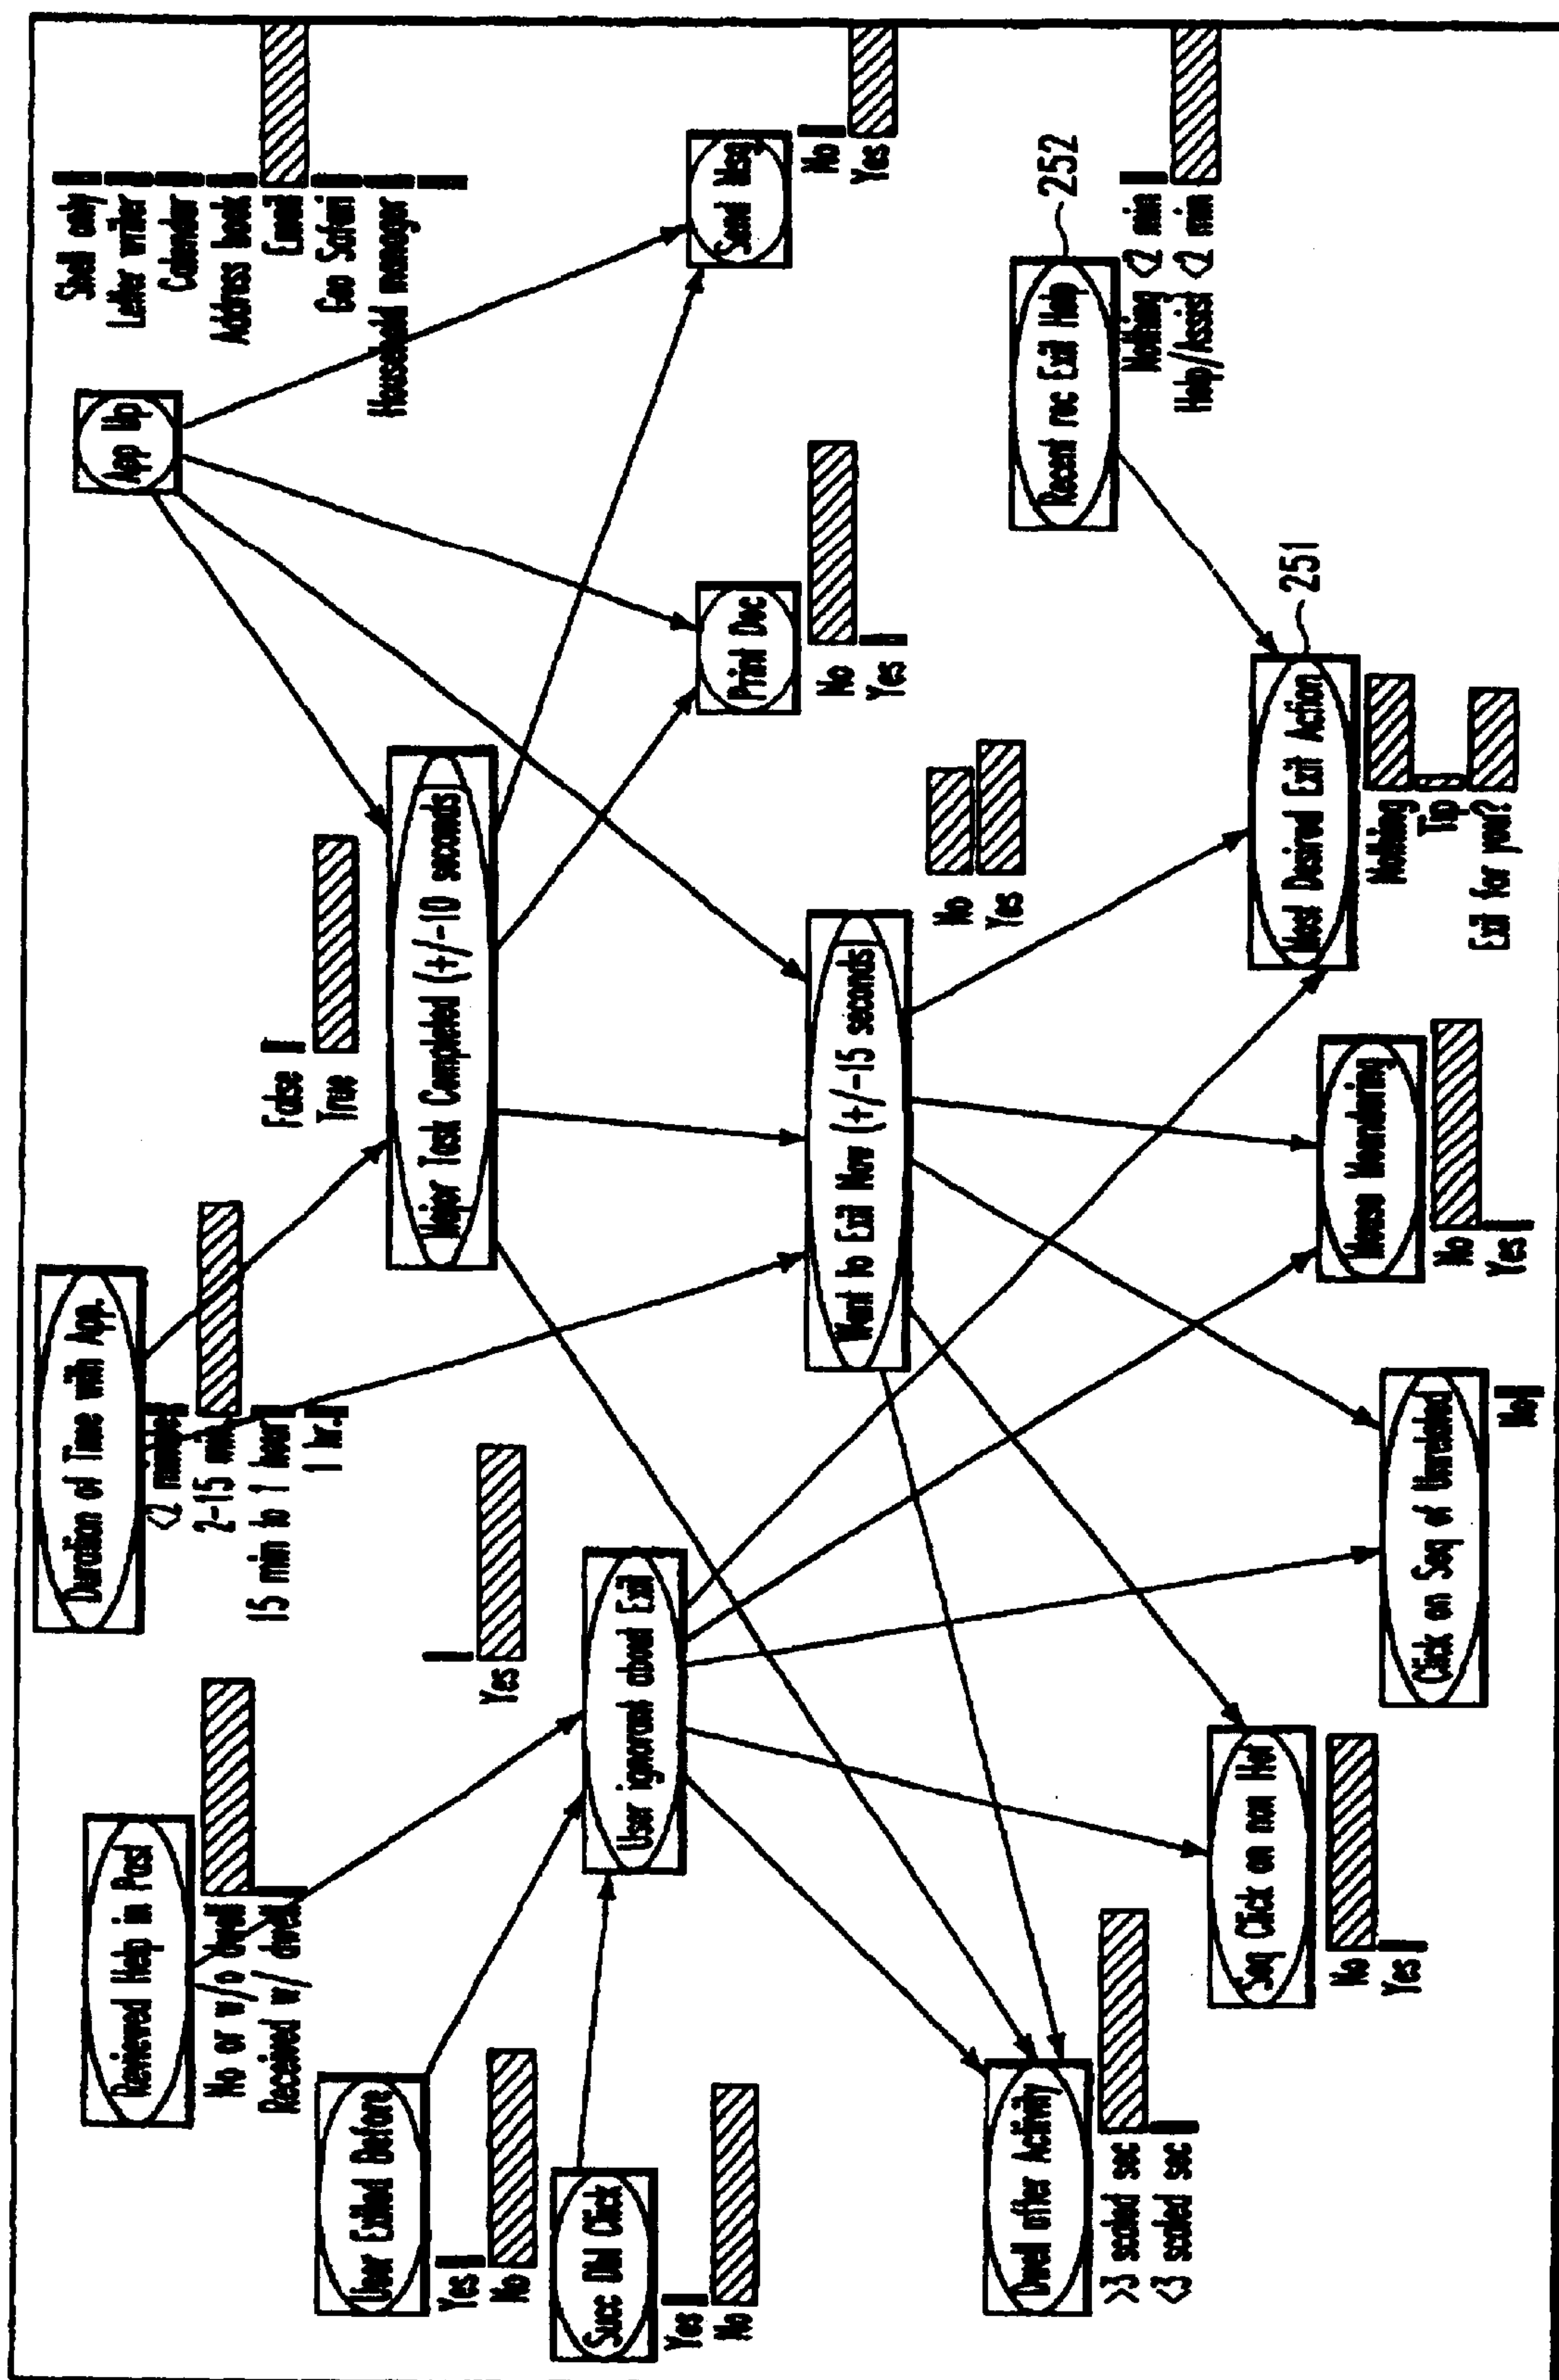 Duration of Time with App.
<2 minutes
2-15 min
15 min to 1 hour
1 hr.
App Up
Shell only
Letter writer
Calendar
Address book
Email
Geo Safari
Household manager
Reviewed Help in Past
No or w/o dwell
Received w/ dwell
False
True
Major Task Completed (+/-10 seconds
User Exited Before
Yes
No
Yes
User ignorant about Exit
Succ Dbl Click
Yes
No
Print Doc
No
Yes
Send Msg
No
Yes
Want to Exit Now (+/-15 seconds
No
Yes
Recent rec Exit Help
252
Nothing <2 min
Help/Assist <2 min
Dwell after Activity
>3 scaled sec
<3 scaled sec
Seq Click on non Hot
No
Yes
Click on Seq of Unrelated
No
Mouse Meandering
No
Yes
Most Desired Exit Action
251
Nothing
Tip
Exit for you?